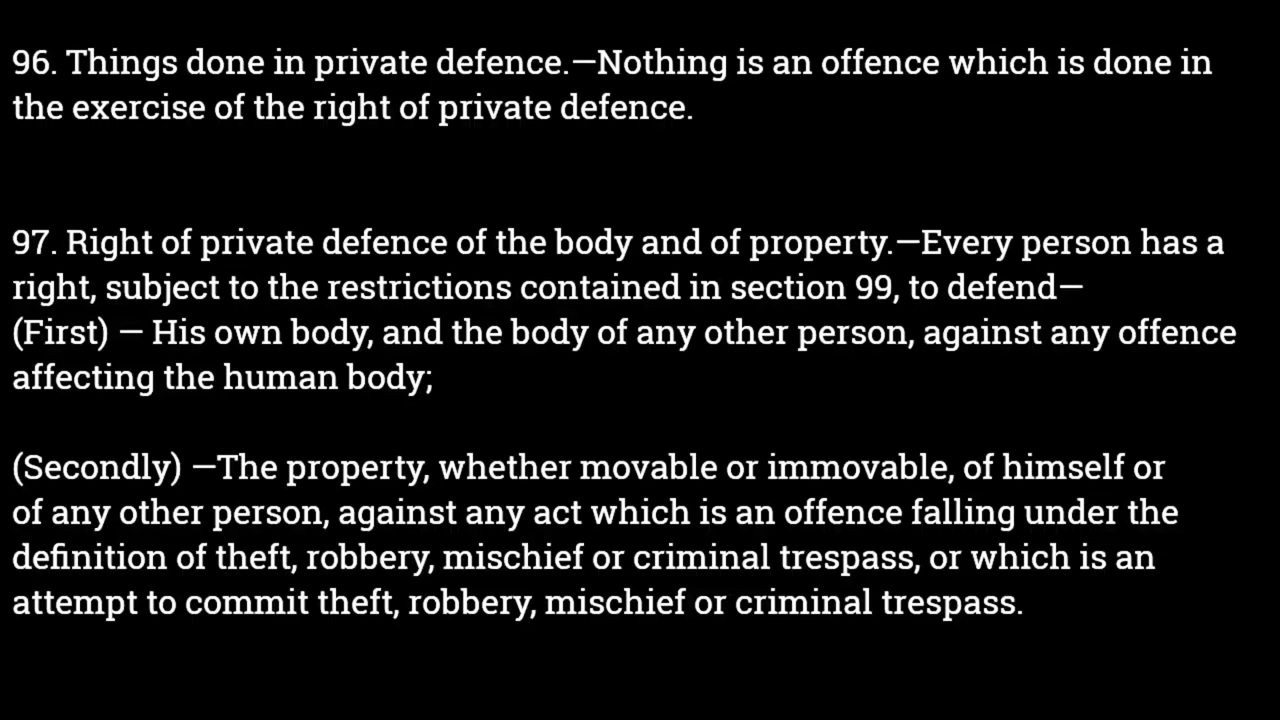 96. Things done in private defence.—Nothing is an offence which is done in
the exercise of the right of private defence.
97. Right of private defence of the body and of property.—Every person has a
right, subject to the restrictions contained in section 99, to defend—
(First) — His own body, and the body of any other person, against any offence
affecting the human body;
(Secondly) —The property, whether movable or immovable, of himself or
of any other person, against any act which is an offence falling under the
definition of theft, robbery, mischief or criminal trespass, or which is an
attempt to commit theft, robbery, mischief or criminal trespass.